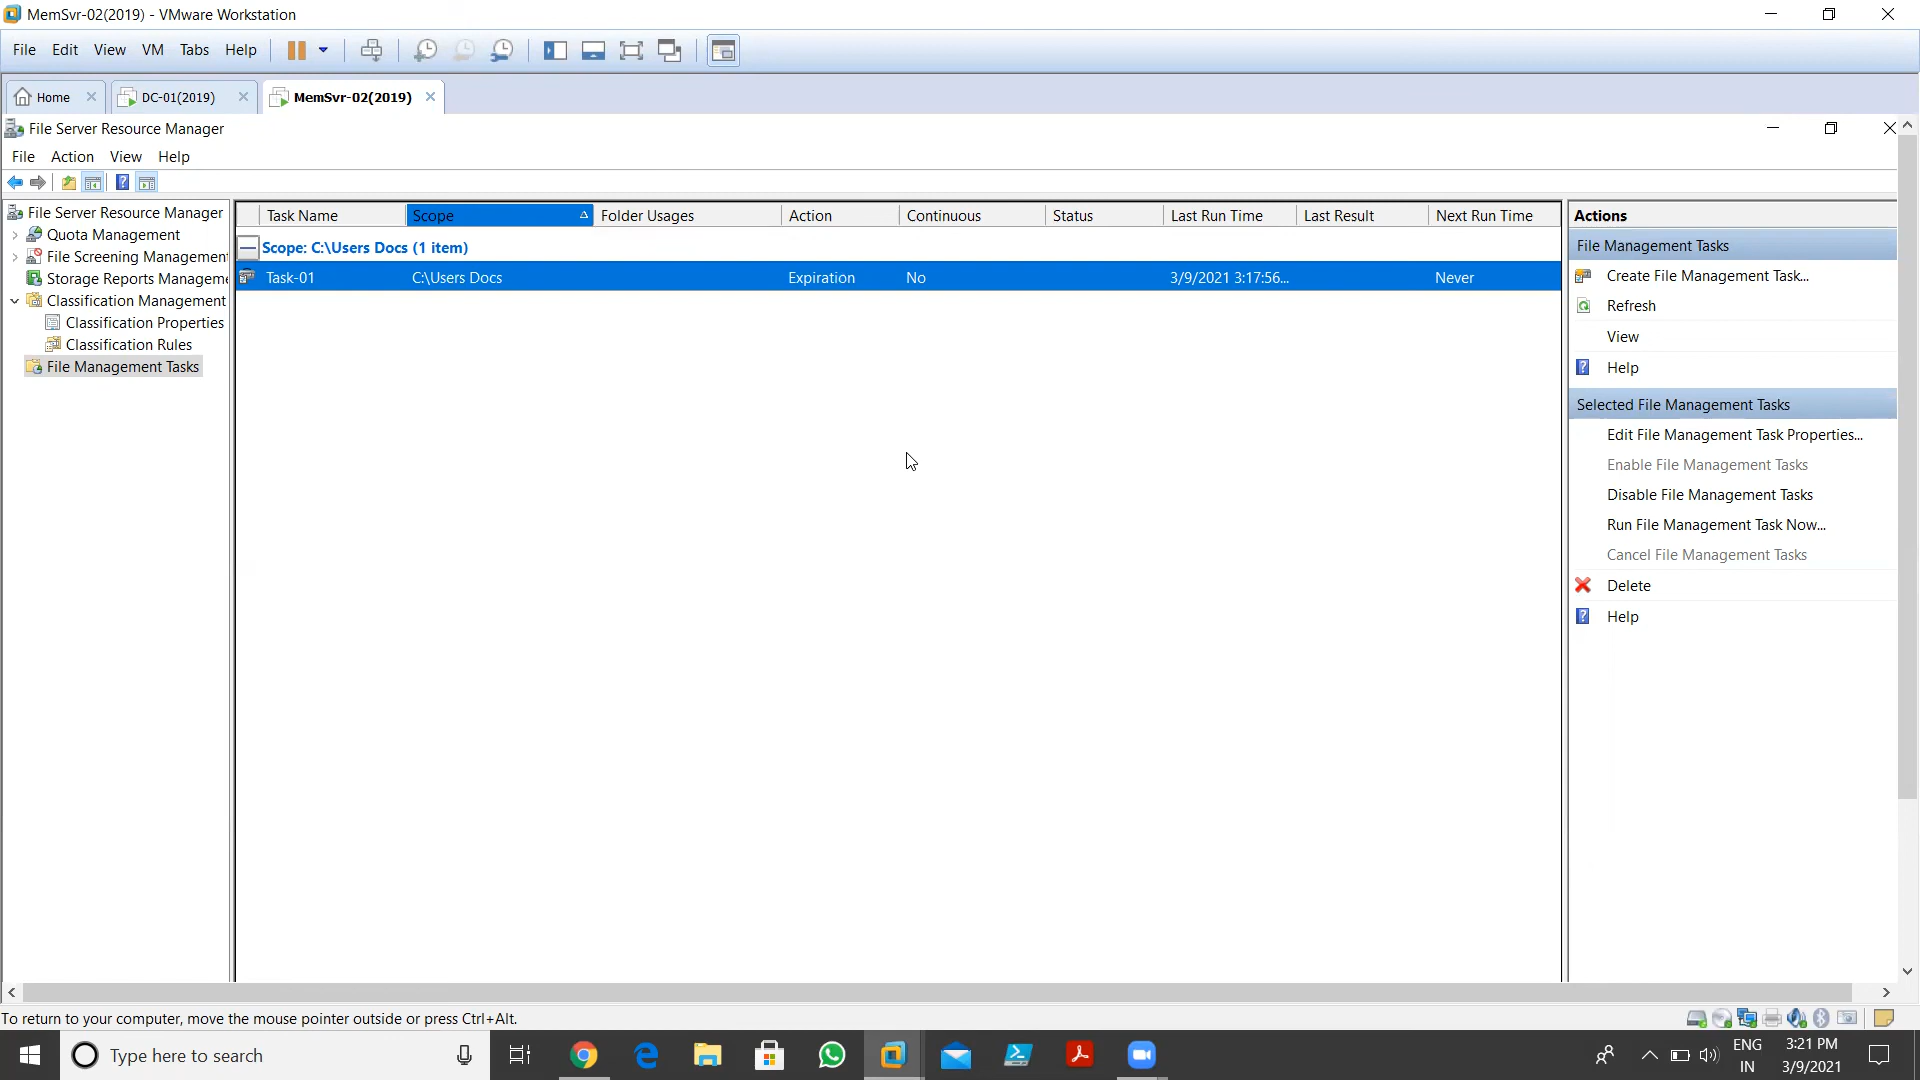 MemSvr-02(2019) - VMware Workstation
File Edit View VM Tabs Help
Home DC-01(2019) MemSvr-02(2019)
File Server Resource Manager
File Action View Help
File Server Resource Manager
Quota Management
File Screening Management
Storage Reports Manageme
Classification Management
Classification Properties
Classification Rules
File Management Tasks
Task Name Scope Folder Usages Action Continuous Status Last Run Time Last Result Next Run Time
Scope: C:\Users Docs (1 item)
Task-01 C:\Users Docs Expiration No 3/9/2021 3:17:56... Never
Actions
File Management Tasks
Create File Management Task...
Refresh
View
Help
Selected File Management Tasks
Edit File Management Task Properties...
Enable File Management Tasks
Disable File Management Tasks
Run File Management Task Now...
Cancel File Management Tasks
Delete
Help
To return to your computer, move the mouse pointer outside or press Ctrl+Alt.
Type here to search
ENG
IN
3:21 PM
3/9/2021